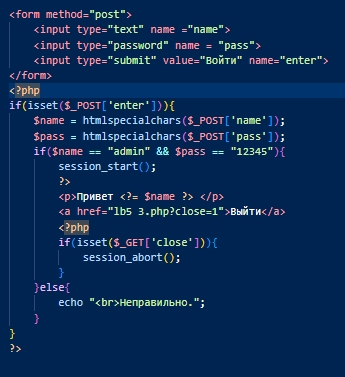 <form method="post">
<input type="text" name ="name">
<input type="password" name = "pass">
<input type="submit" value="Войти" name="enter">
</form>
<?php
if(isset($_POST['enter'])){
$name = htmlspecialchars($_POST['name']);
$pass = htmlspecialchars($_POST['pass']);
if($name == "admin" && $pass == "12345"){
session_start();
?>
<p>Привет <?= $name ?> </p>
<a href="lb5 3.php?close=1">Выйти</a>
<?php
if(isset($_GET['close'])){
session_abort();
}
}else{
echo "<br>Неправильно.";
}
}
?>